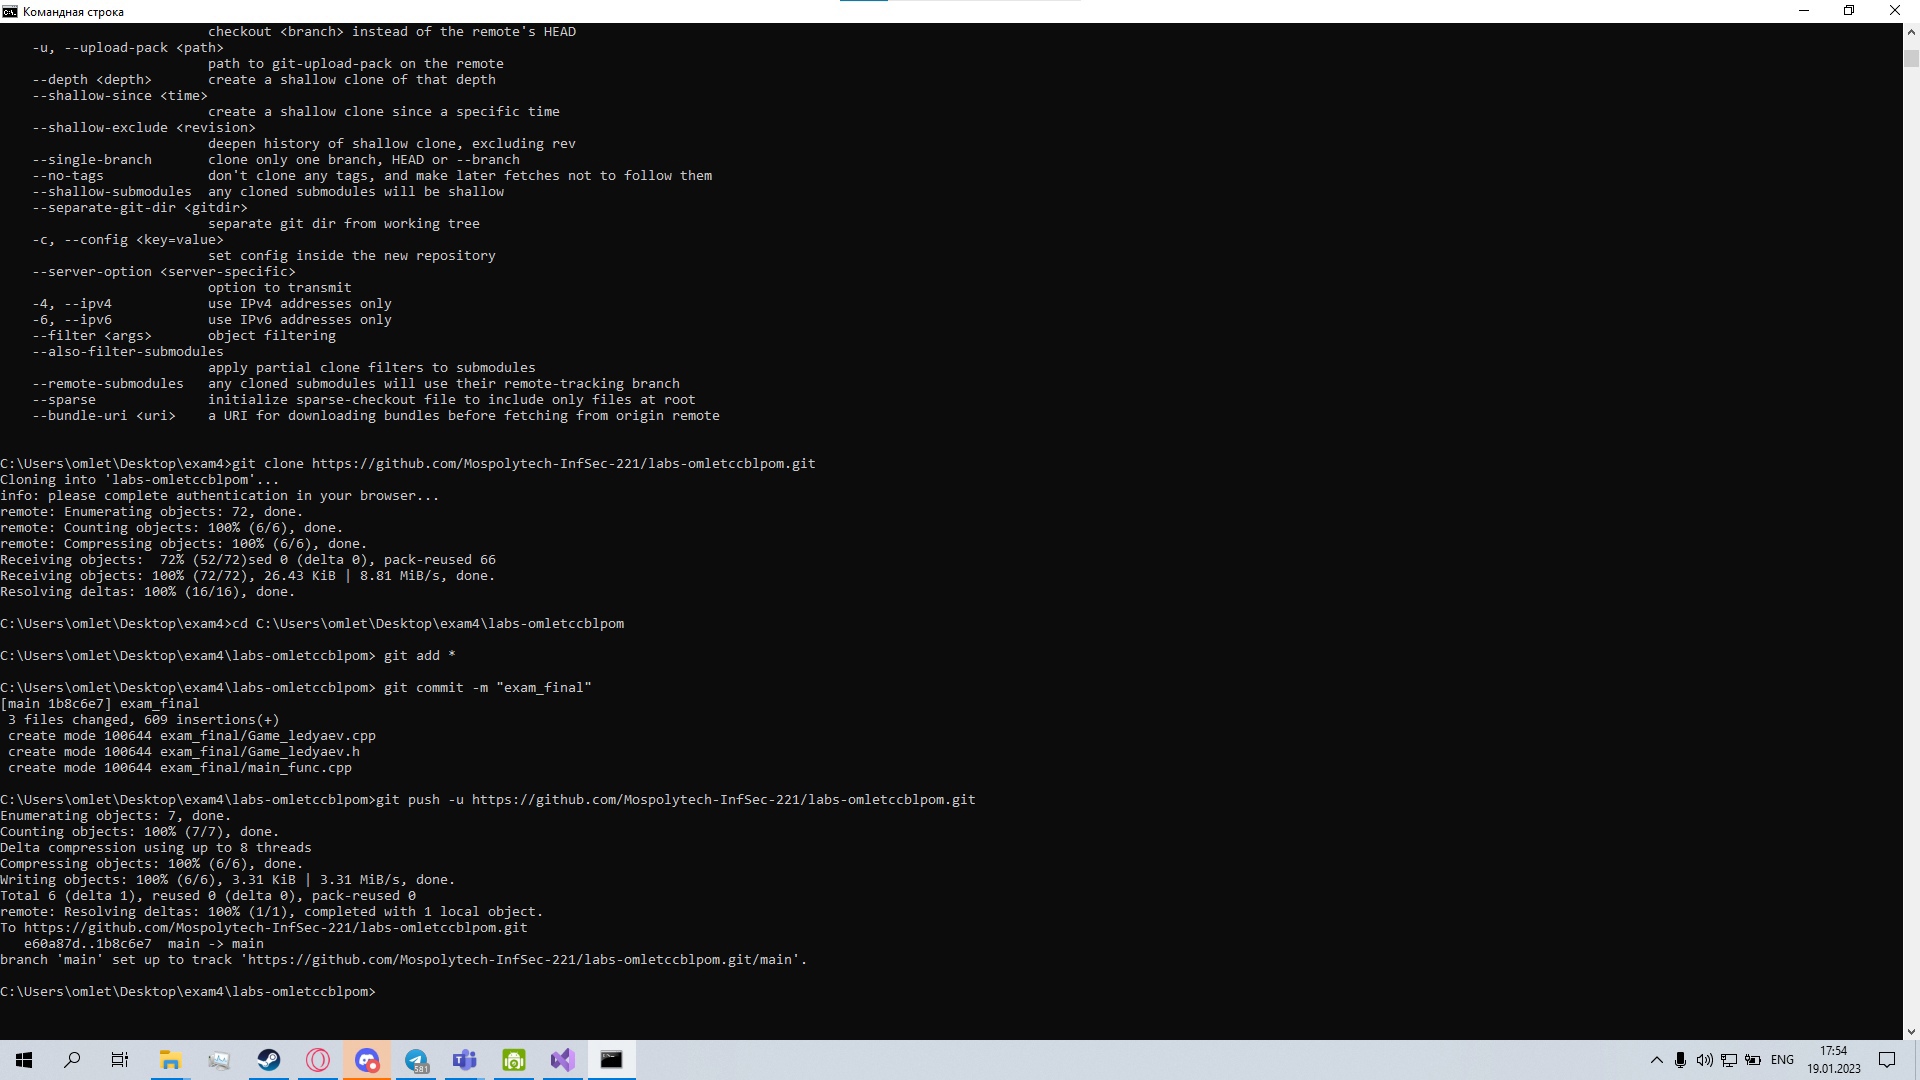 Командная строка
checkout <branch> instead of the remote's HEAD
-u, --upload-pack <path>
path to git-upload-pack on the remote
--depth <depth> create a shallow clone of that depth
--shallow-since <time>
create a shallow clone since a specific time
--shallow-exclude <revision>
deepen history of shallow clone, excluding rev
--single-branch clone only one branch, HEAD or --branch
--no-tags don't clone any tags, and make later fetches not to follow them
--shallow-submodules any cloned submodules will be shallow
--separate-git-dir <gitdir>
separate git dir from working tree
-c, --config <key=value>
set config inside the new repository
--server-option <server-specific>
option to transmit
-4, --ipv4 use IPv4 addresses only
-6, --ipv6 use IPv6 addresses only
--filter <args> object filtering
--also-filter-submodules
apply partial clone filters to submodules
--remote-submodules any cloned submodules will use their remote-tracking branch
--sparse initialize sparse-checkout file to include only files at root
--bundle-uri <uri> a URI for downloading bundles before fetching from origin remote
C:\Users\omlet\Desktop\exam4>git clone https://github.com/Mospolytech-InfSec-221/labs-omletccblpom.git
Cloning into 'labs-omletccblpom'...
info: please complete authentication in your browser...
remote: Enumerating objects: 72, done.
remote: Counting objects: 100% (6/6), done.
remote: Compressing objects: 100% (6/6), done.
Receiving objects:  72% (52/72)sed 0 (delta 0), pack-reused 66
Receiving objects: 100% (72/72), 26.43 KiB | 8.81 MiB/s, done.
Resolving deltas: 100% (16/16), done.
C:\Users\omlet\Desktop\exam4>cd C:\Users\omlet\Desktop\exam4\labs-omletccblpom
C:\Users\omlet\Desktop\exam4\labs-omletccblpom> git add *
C:\Users\omlet\Desktop\exam4\labs-omletccblpom> git commit -m "exam_final"
[main 1b8c6e7] exam_final
3 files changed, 609 insertions(+)
create mode 100644 exam_final/Game_ledyaev.cpp
create mode 100644 exam_final/Game_ledyaev.h
create mode 100644 exam_final/main_func.cpp
C:\Users\omlet\Desktop\exam4\labs-omletccblpom>git push -u https://github.com/Mospolytech-InfSec-221/labs-omletccblpom.git
Enumerating objects: 7, done.
Counting objects: 100% (7/7), done.
Delta compression using up to 8 threads
Compressing objects: 100% (6/6), done.
Writing objects: 100% (6/6), 3.31 KiB | 3.31 MiB/s, done.
Total 6 (delta 1), reused 0 (delta 0), pack-reused 0
remote: Resolving deltas: 100% (1/1), completed with 1 local object.
To https://github.com/Mospolytech-InfSec-221/labs-omletccblpom.git
e60a87d..1b8c6e7  main -> main
branch 'main' set up to track 'https://github.com/Mospolytech-InfSec-221/labs-omletccblpom.git/main'.
C:\Users\omlet\Desktop\exam4\labs-omletccblpom>
581
ENG
17:54
19.01.2023